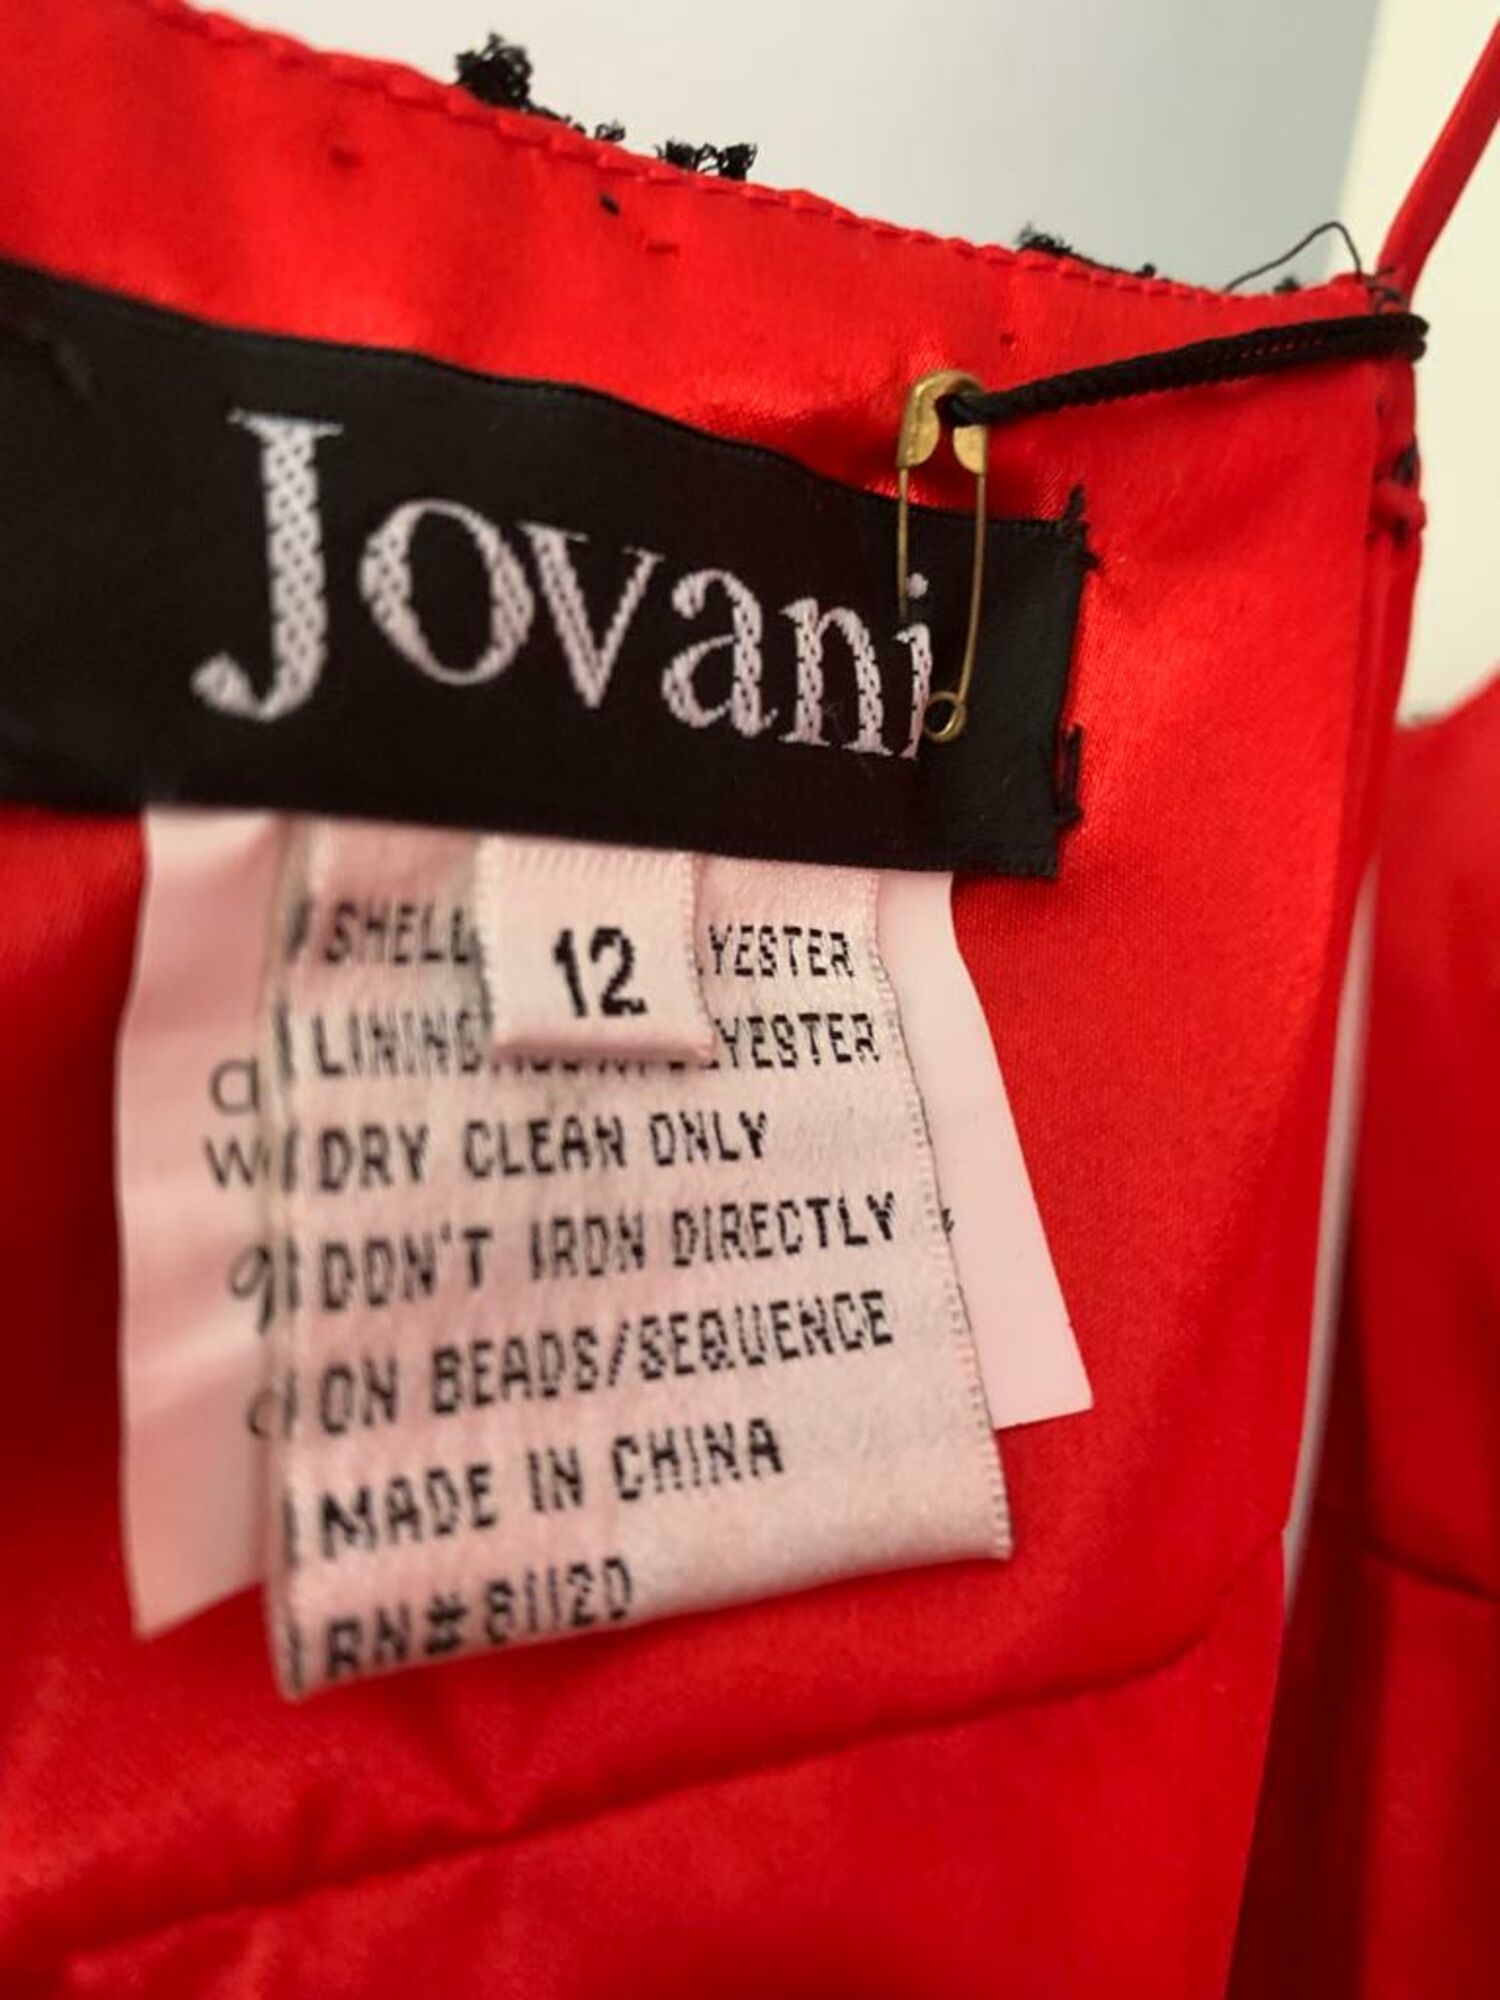 Jovani
12
SHELL YESTER
LINING YESTER
DRY CLEAN ONLY
DON'T IRON DIRECTLY
ON BEADS/SEQUENCE
MADE IN CHINA
RN#81120